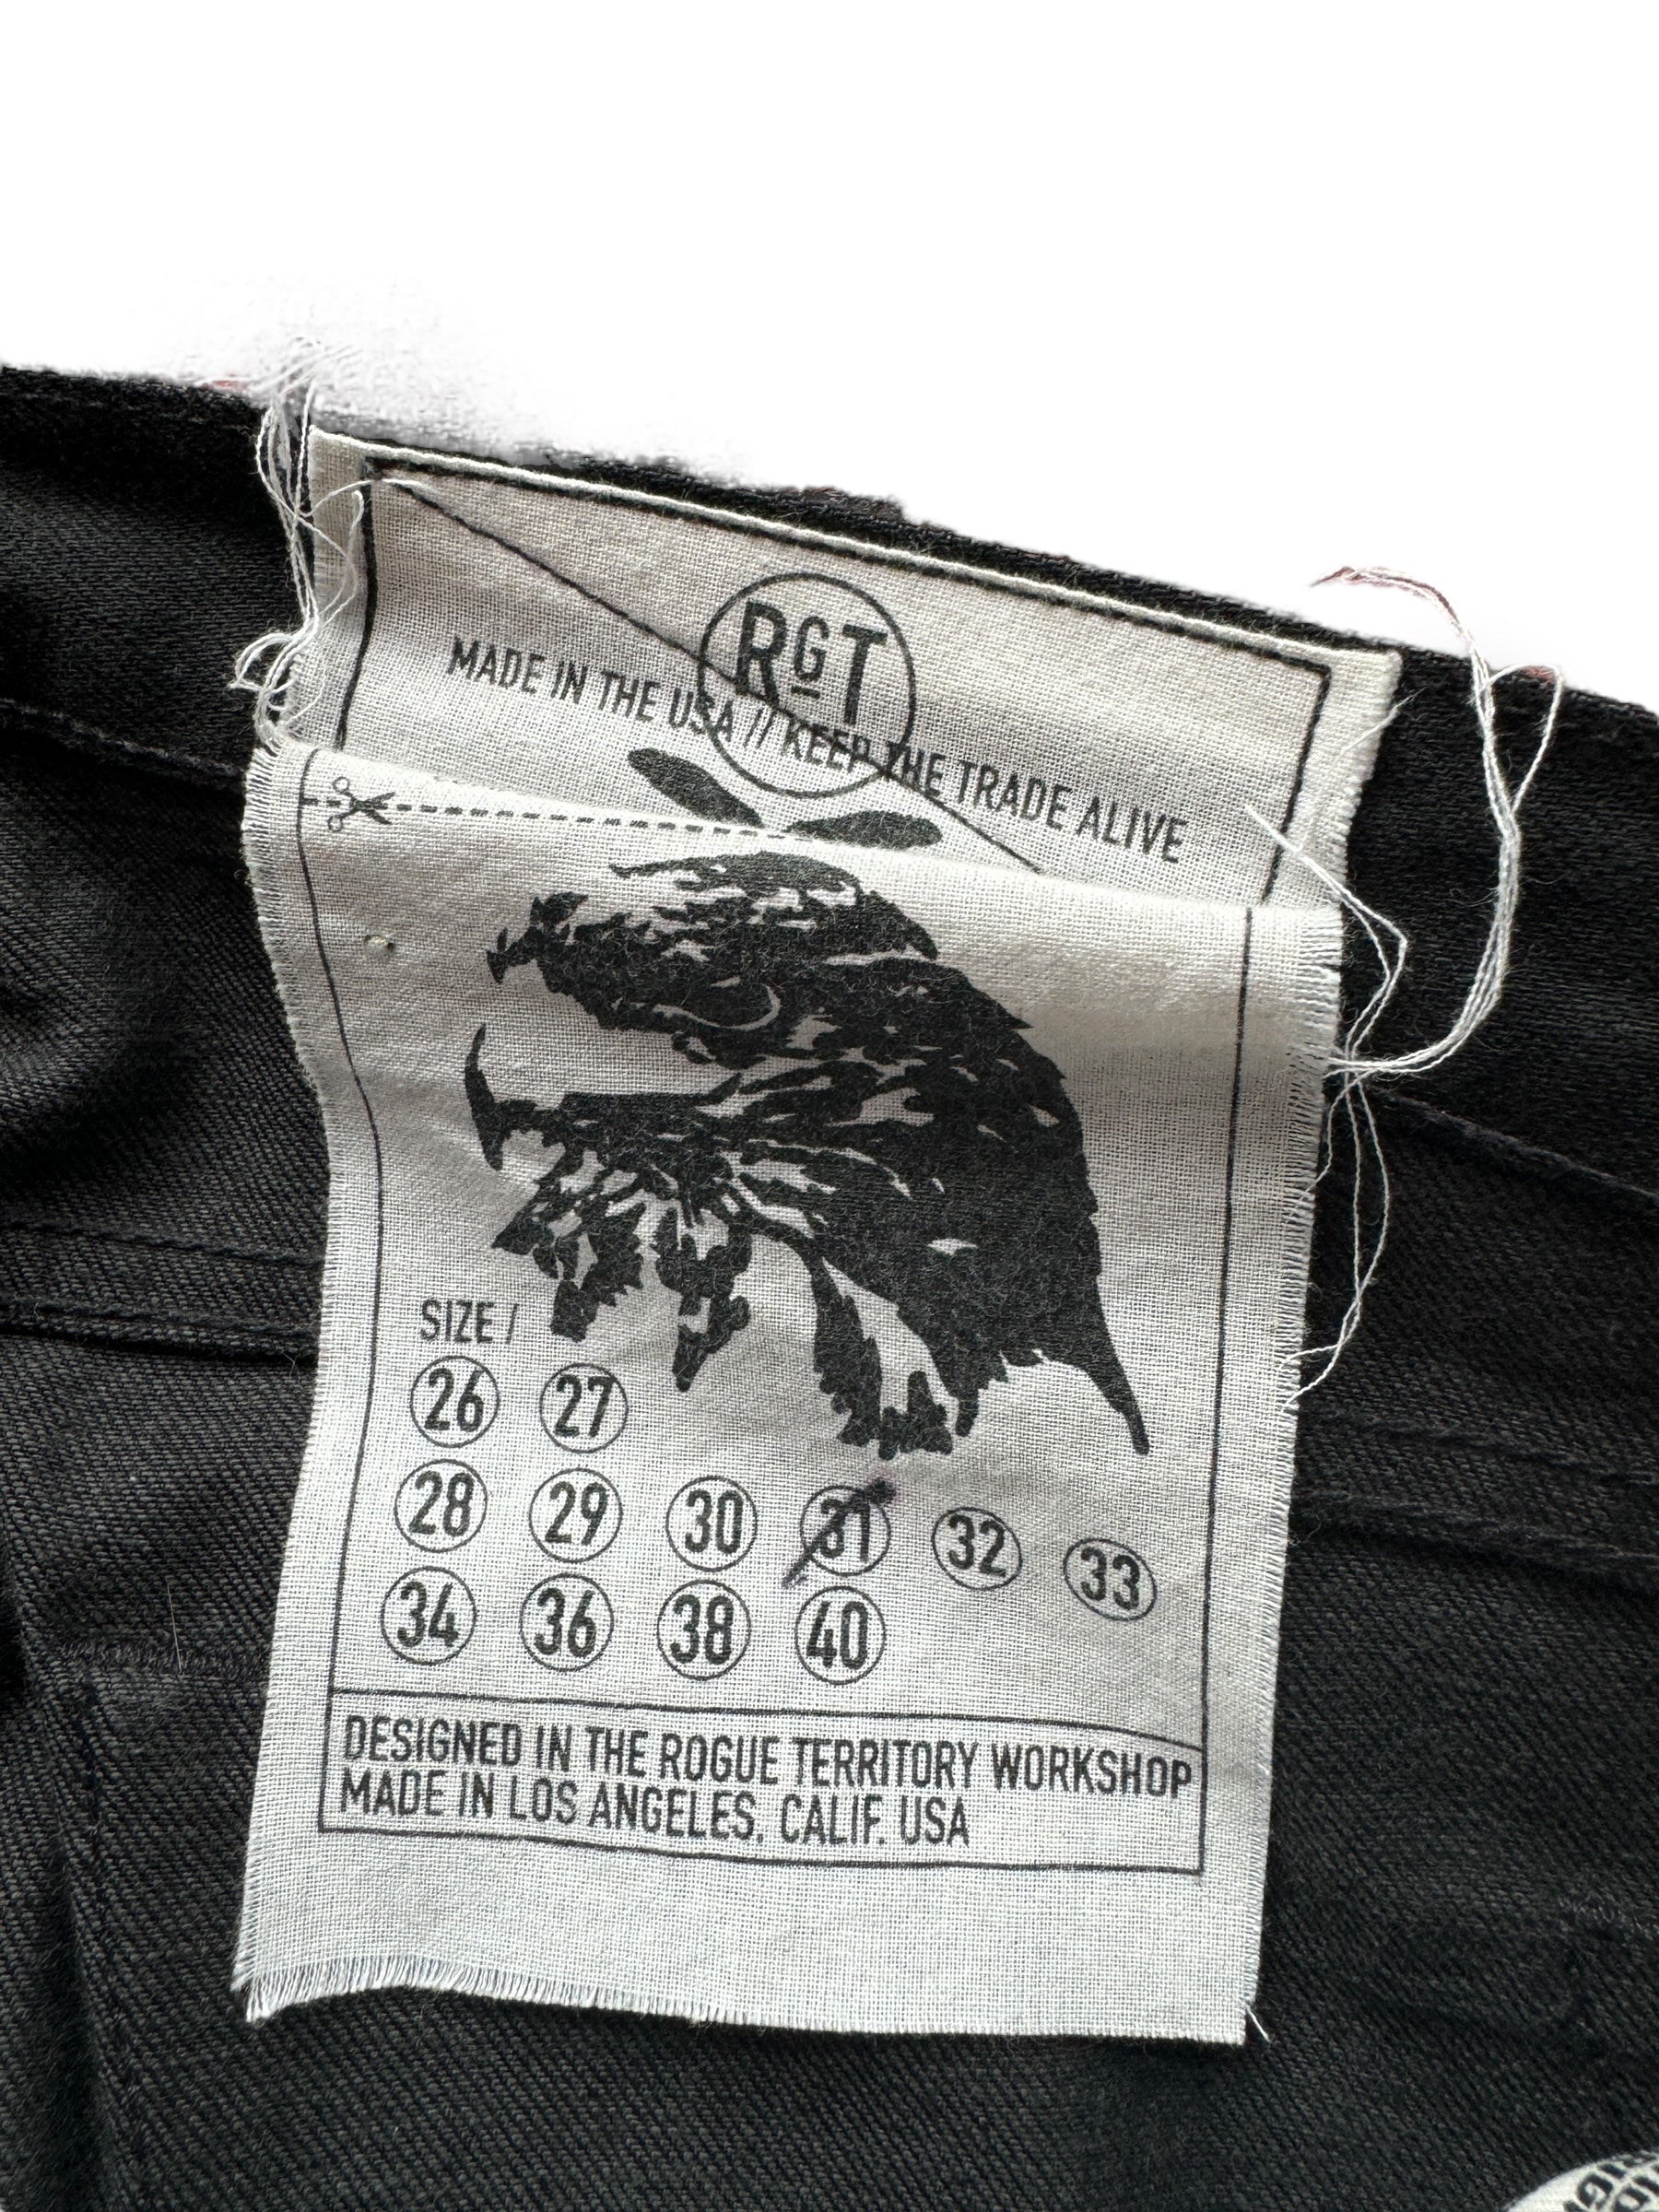 RGT
MADE IN THE USA // KEEP THE TRADE ALIVE
SIZE /
26 27
28 29 30 31 32 33
34 36 38 40
DESIGNED IN THE ROGUE TERRITORY WORKSHOP
MADE IN LOS ANGELES, CALIF. USA